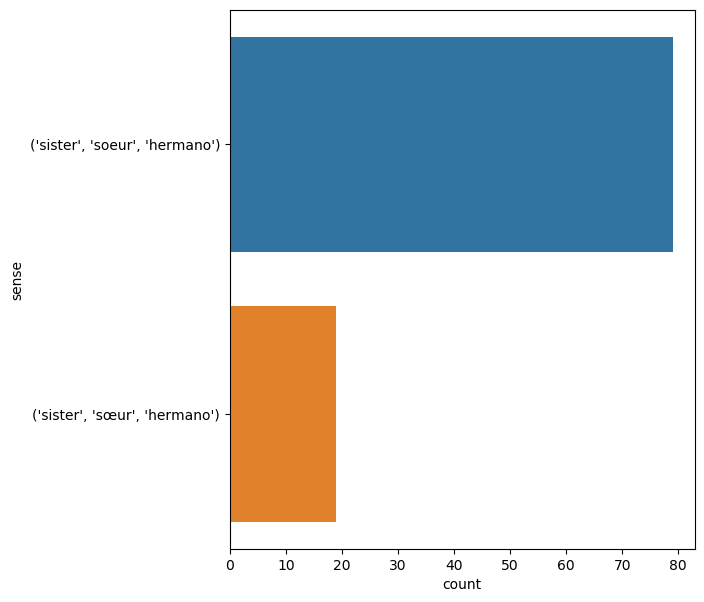 ('sister', 'soeur', 'hermano')
('sister', 'sœur', 'hermano')
sense
0 10 20 30 40 50 60 70 80
count